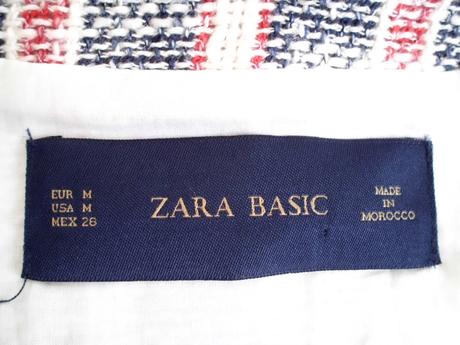 EUR M
USA M
MEX 26
ZARA BASIC
MADE
IN
MOROCCO